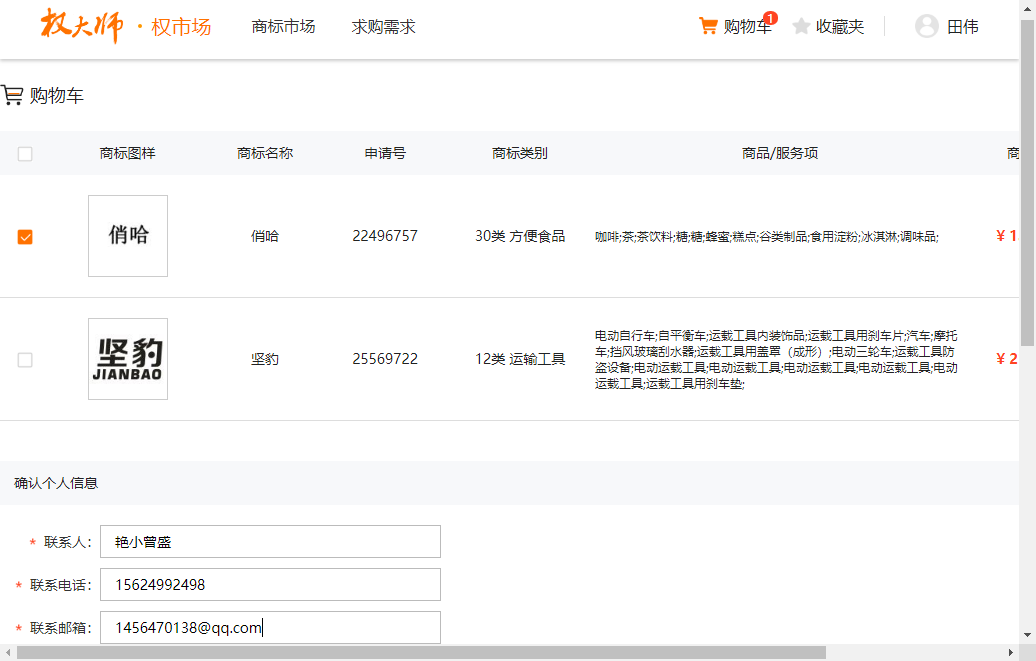 权大师·权市场 商标市场 求购需求 购物车 1 收藏夹 田伟
购物车
商标图样 商标名称 申请号 商标类别 商品/服务项 商
俏哈 俏哈 22496757 30类 方便食品 咖啡;茶;茶饮料;糖;糖;蜂蜜;糕点;谷类制品;食用淀粉;冰淇淋;调味品; ¥ 1
坚豹
JIANBAO
坚豹 25569722 12类 运输工具
电动自行车;自平衡车;运载工具内装饰品;运载工具用刹车片;汽车;摩托
车;挡风玻璃刮水器;运载工具用盖罩（成形）;电动三轮车;运载工具防
盗设备;电动运载工具;电动运载工具;电动运载工具;电动运载工具;电动
运载工具;运载工具用刹车垫;
¥ 2
确认个人信息
* 联系人: 艳小曾盛
* 联系电话: 15624992498
* 联系邮箱: 1456470138@qq.com